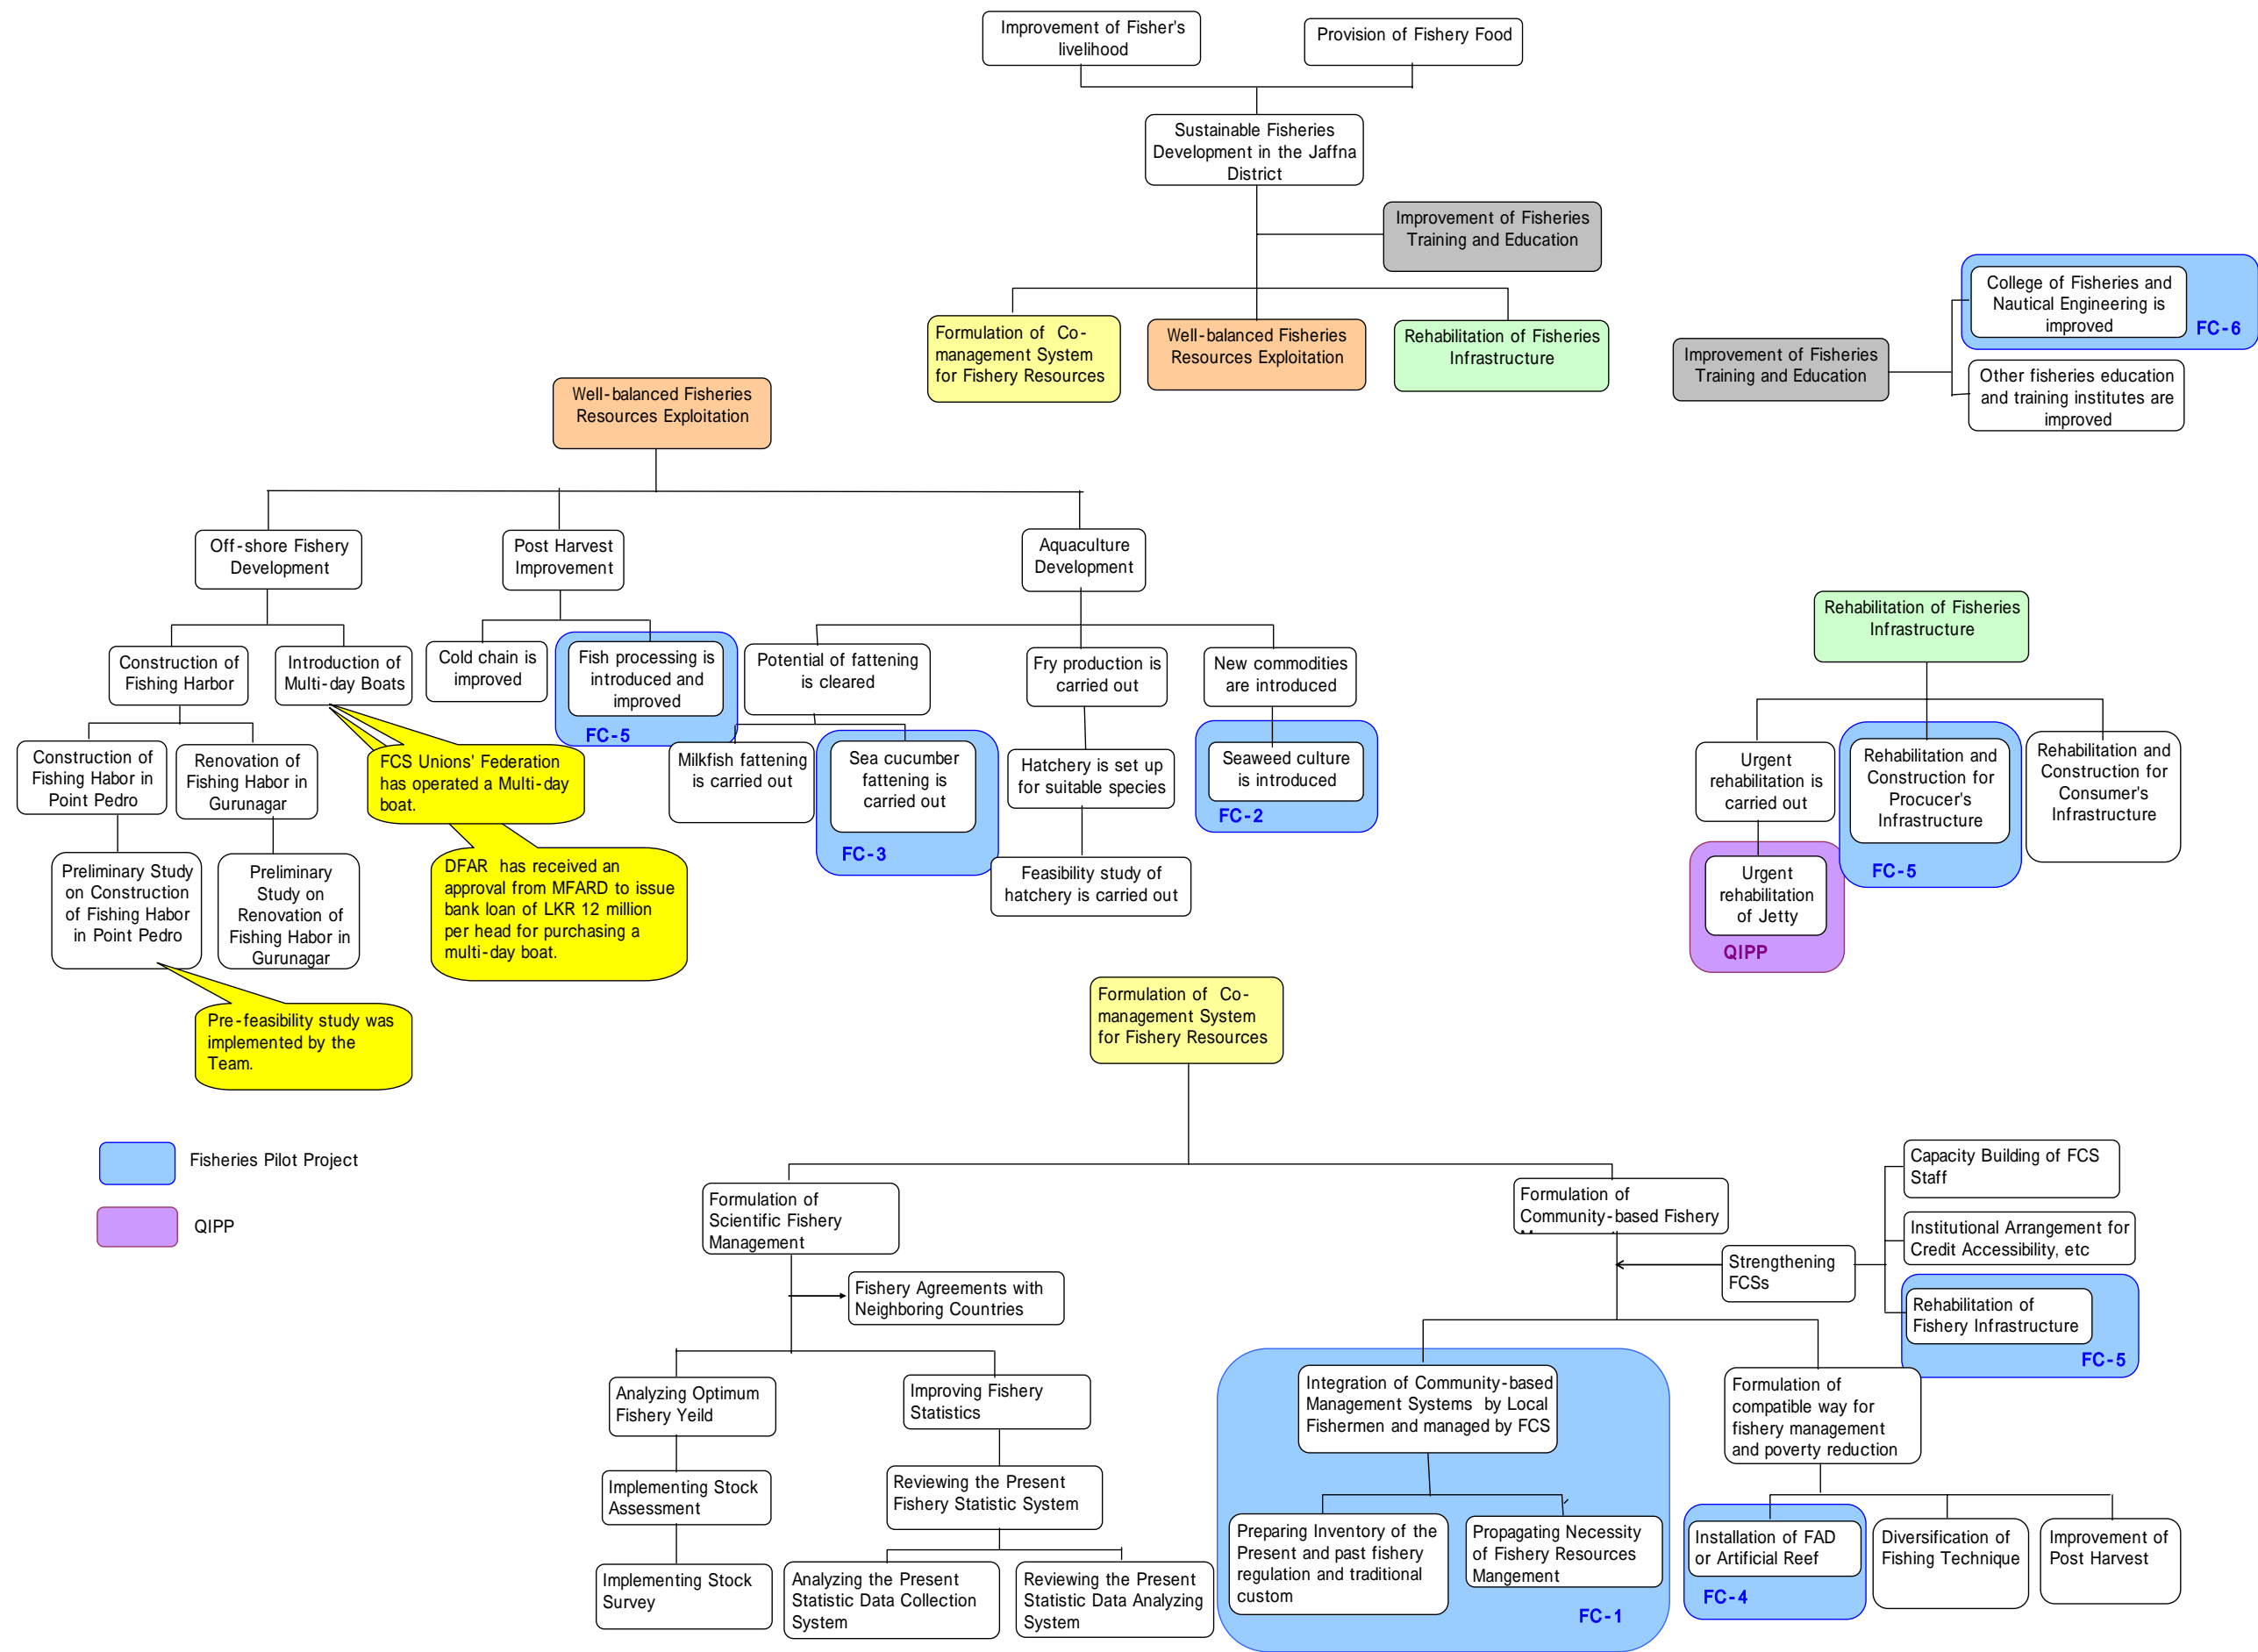 Improvement of Fisher's
livelihood
Provision of Fishery Food
Sustainable Fisheries
Development in the Jaffna
District
Improvement of Fisheries
Training and Education
Formulation of Co-
management System
for Fishery Resources
Well-balanced Fisheries
Resources Exploitation
Rehabilitation of Fisheries
Infrastructure
Improvement of Fisheries
Training and Education
College of Fisheries and
Nautical Engineering is
improved
FC-6
Other fisheries education
and training institutes are
improved
Well-balanced Fisheries
Resources Exploitation
Off-shore Fishery
Development
Post Harvest
Improvement
Aquaculture
Development
Construction of
Fishing Harbor
Introduction of
Multi-day Boats
Cold chain is
improved
Fish processing is
introduced and
improved
FC-5
Potential of fattening
is cleared
Fry production is
carried out
New commodities
are introduced
Construction of
Fishing Habor in
Point Pedro
Renovation of
Fishing Habor in
Gurunagar
FCS Unions' Federation
has operated a Multi-day
boat.
Milkfish fattening
is carried out
Sea cucumber
fattening is
carried out
FC-3
Hatchery is set up
for suitable species
Seaweed culture
is introduced
FC-2
Preliminary Study
on Construction
of Fishing Habor
in Point Pedro
Preliminary
Study on
Renovation of
Fishing Habor in
Gurunagar
DFAR has received an
approval from MFARD to issue
bank loan of LKR 12 million
per head for purchasing a
multi-day boat.
Feasibility study of
hatchery is carried out
Pre-feasibility study was
implemented by the
Team.
Rehabilitation of Fisheries
Infrastructure
Urgent
rehabilitation is
carried out
Rehabilitation and
Construction for
Procucer's
Infrastructure
FC-5
Rehabilitation and
Construction for
Consumer's
Infrastructure
Urgent
rehabilitation
of Jetty
QIPP
Formulation of Co-
management System
for Fishery Resources
Fisheries Pilot Project
QIPP
Formulation of
Scientific Fishery
Management
Fishery Agreements with
Neighboring Countries
Analyzing Optimum
Fishery Yeild
Improving Fishery
Statistics
Implementing Stock
Assessment
Reviewing the Present
Fishery Statistic System
Implementing Stock
Survey
Analyzing the Present
Statistic Data Collection
System
Reviewing the Present
Statistic Data Analyzing
System
Formulation of
Community-based Fishery
Strengthening
FCSs
Capacity Building of FCS
Staff
Institutional Arrangement for
Credit Accessibility, etc
Rehabilitation of
Fishery Infrastructure
FC-5
Integration of Community-based
Management Systems by Local
Fishermen and managed by FCS
Preparing Inventory of the
Present and past fishery
regulation and traditional
custom
Propagating Necessity
of Fishery Resources
Mangement
FC-1
Formulation of
compatible way for
fishery management
and poverty reduction
Installation of FAD
or Artificial Reef
FC-4
Diversification of
Fishing Technique
Improvement of
Post Harvest